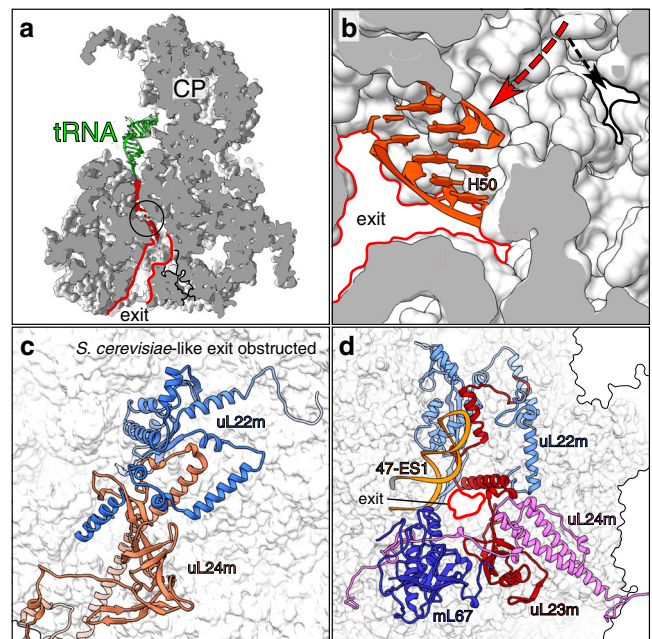 a
CP
tRNA
exit
b
H50
exit
c
S. cerevisiae-like exit obstructed
uL22m
uL24m
d
uL22m
47-ES1
exit
uL24m
mL67
uL23m